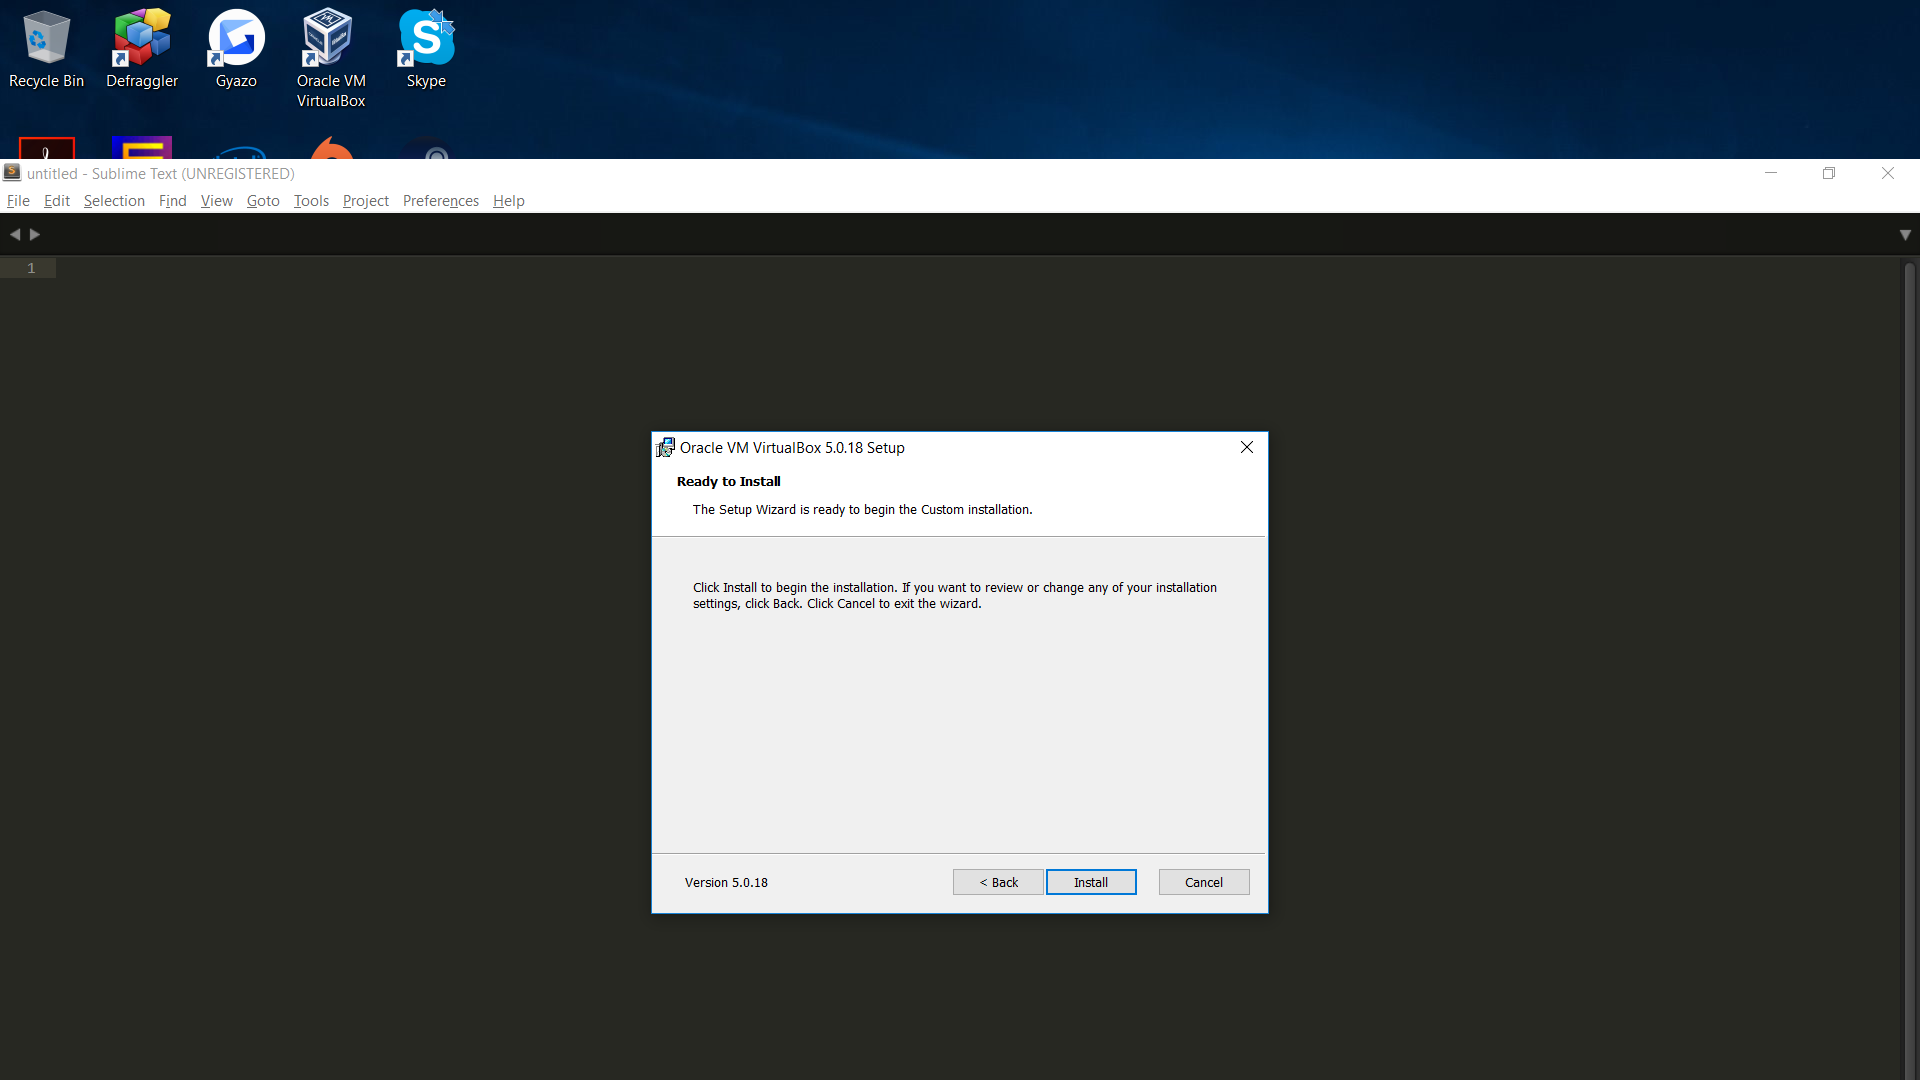 Recycle Bin
Defraggler
Gyazo
Oracle VM
VirtualBox
Skype
untitled - Sublime Text (UNREGISTERED)
File Edit Selection Find View Goto Tools Project Preferences Help
1
Oracle VM VirtualBox 5.0.18 Setup
Ready to Install
The Setup Wizard is ready to begin the Custom installation.
Click Install to begin the installation. If you want to review or change any of your installation
settings, click Back. Click Cancel to exit the wizard.
Version 5.0.18
< Back
Install
Cancel